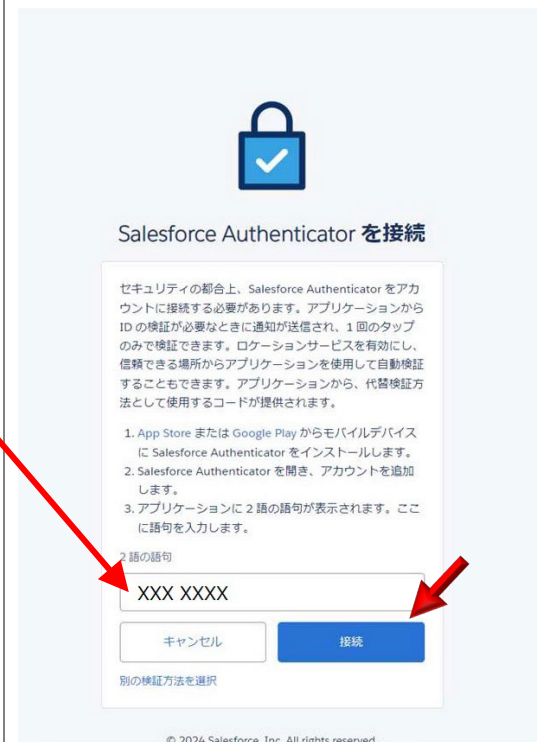 Salesforce Authenticator を接続
セキュリティの都合上、Salesforce Authenticator をアカ
ウントに接続する必要があります。アプリケーションから
ID の検証が必要なときに通知が送信され、1 回のタップ
のみで検証できます。ロケーションサービスを有効にし、
信頼できる場所からアプリケーションを使用して自動検証
することもできます。アプリケーションから、代替検証方
法として使用するコードが提供されます。
1. App Store または Google Play からモバイルデバイス
に Salesforce Authenticator をインストールします。
2. Salesforce Authenticator を開き、アカウントを追加
します。
3. アプリケーションに 2 語の語句が表示されます。ここ
に語句を入力します。
2 語の語句
XXX XXXX
キャンセル
接続
別の検証方法を選択
© 2024 Salesforce, Inc. All rights reserved.